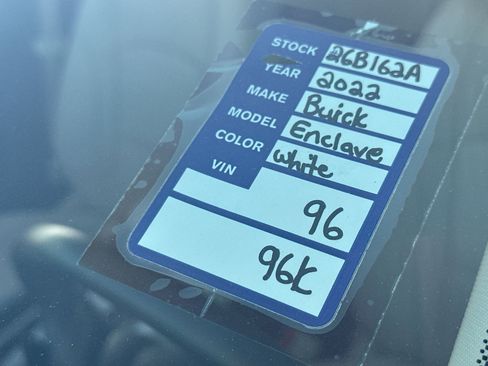 STOCK 26B162A
YEAR 2022
MAKE Buick
MODEL Enclave
COLOR white
VIN
96
96K